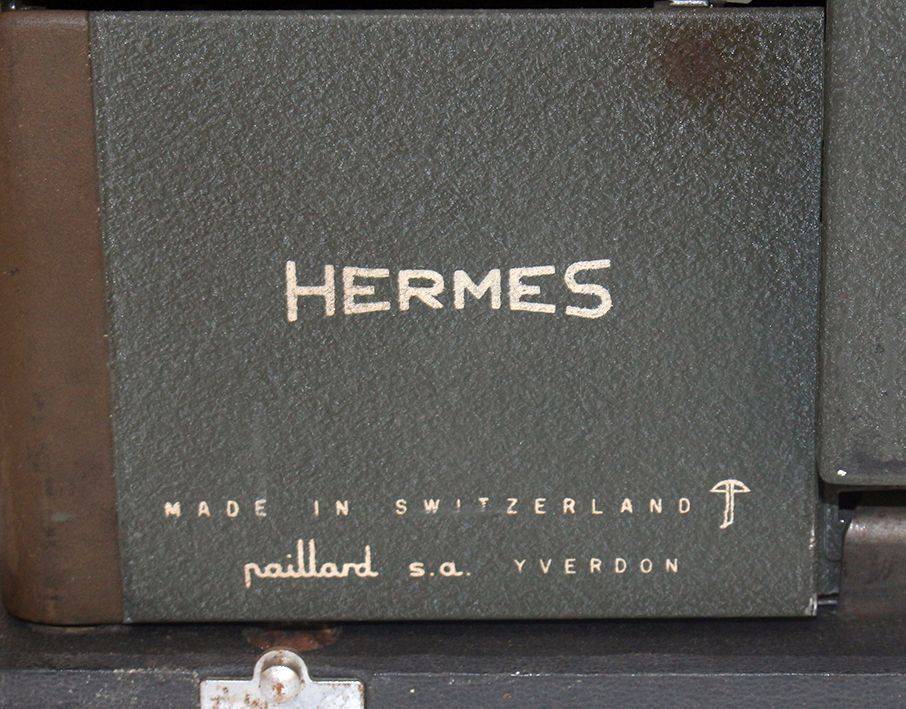 HERMES
MADE IN SWITZERLAND
paillard s.a. YVERDON